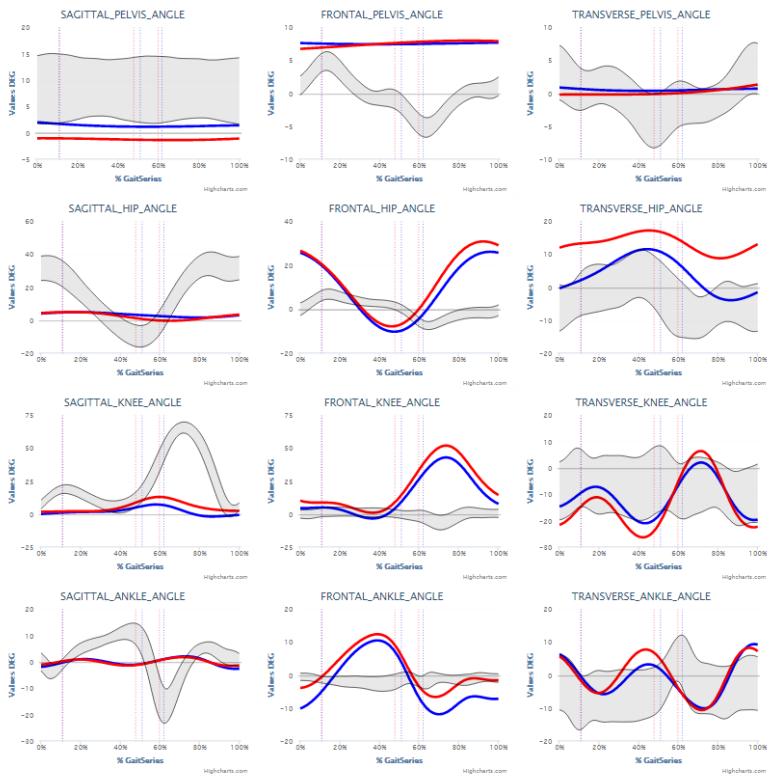 SAGITTAL_PELVIS_ANGLE
20
15
10
5
0
-5
Values DEG
0% 20% 40% 60% 80% 100%
% GaitSeries
Highcharts.com
FRONTAL_PELVIS_ANGLE
10
5
0
-5
-10
Values DEG
0% 20% 40% 60% 80% 100%
% GaitSeries
Highcharts.com
TRANSVERSE_PELVIS_ANGLE
10
5
0
-5
-10
Values DEG
0% 20% 40% 60% 80% 100%
% GaitSeries
Highcharts.com
SAGITTAL_HIP_ANGLE
60
40
20
0
-20
Values DEG
0% 20% 40% 60% 80% 100%
% GaitSeries
Highcharts.com
FRONTAL_HIP_ANGLE
40
20
0
-20
Values DEG
0% 20% 40% 60% 80% 100%
% GaitSeries
Highcharts.com
TRANSVERSE_HIP_ANGLE
20
10
0
-10
-20
Values DEG
0% 20% 40% 60% 80% 100%
% GaitSeries
Highcharts.com
SAGITTAL_KNEE_ANGLE
75
50
25
0
-25
Values DEG
0% 20% 40% 60% 80% 100%
% GaitSeries
Highcharts.com
FRONTAL_KNEE_ANGLE
75
50
25
0
-25
Values DEG
0% 20% 40% 60% 80% 100%
% GaitSeries
Highcharts.com
TRANSVERSE_KNEE_ANGLE
20
10
0
-10
-20
-30
Values DEG
0% 20% 40% 60% 80% 100%
% GaitSeries
Highcharts.com
SAGITTAL_ANKLE_ANGLE
20
10
0
-10
-20
-30
Values DEG
0% 20% 40% 60% 80% 100%
% GaitSeries
Highcharts.com
FRONTAL_ANKLE_ANGLE
20
10
0
-10
-20
Values DEG
0% 20% 40% 60% 80% 100%
% GaitSeries
Highcharts.com
TRANSVERSE_ANKLE_ANGLE
20
10
0
-10
-20
Values DEG
0% 20% 40% 60% 80% 100%
% GaitSeries
Highcharts.com